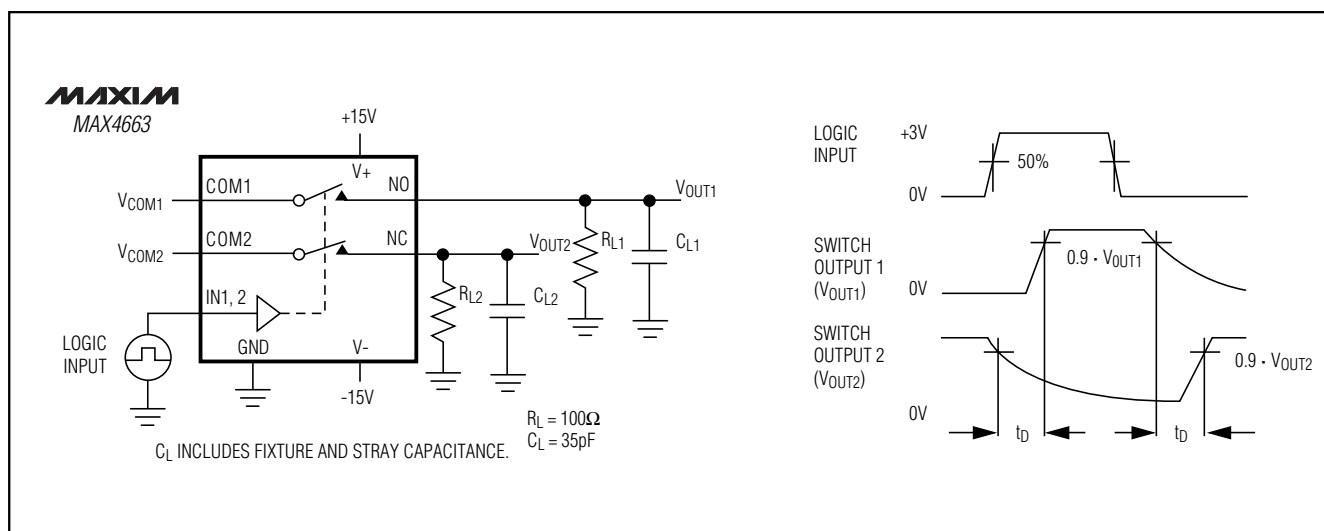 MAXIM
MAX4663
+15V
V+
COM1
NO
VCOM1
VOUT1
COM2
NC
VCOM2
VOUT2
RL1
CL1
RL2
CL2
IN1, 2
LOGIC
INPUT
GND
V-
-15V
RL = 100Ω
CL = 35pF
CL INCLUDES FIXTURE AND STRAY CAPACITANCE.
LOGIC
INPUT
+3V
50%
0V
SWITCH
OUTPUT 1
(VOUT1)
0.9 · VOUT1
0V
SWITCH
OUTPUT 2
(VOUT2)
0.9 · VOUT2
0V
tD
tD